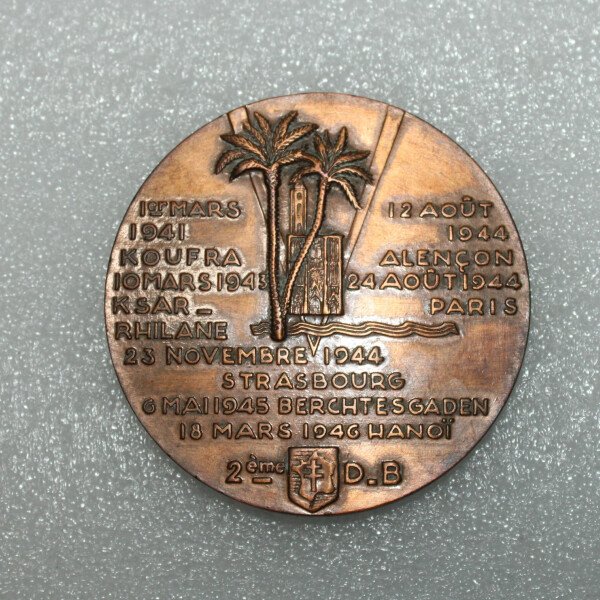 1er MARS
1941
KOUFRA
10 MARS 1943
KSAR_
RHILANE
12 AOÛT
1944
ALENÇON
24 AOÛT 1944
PARIS
23 NOVEMBRE 1944
STRASBOURG
6 MAI 1945 BERCHTESGADEN
18 MARS 1946 HANOÏ
2ème D.B